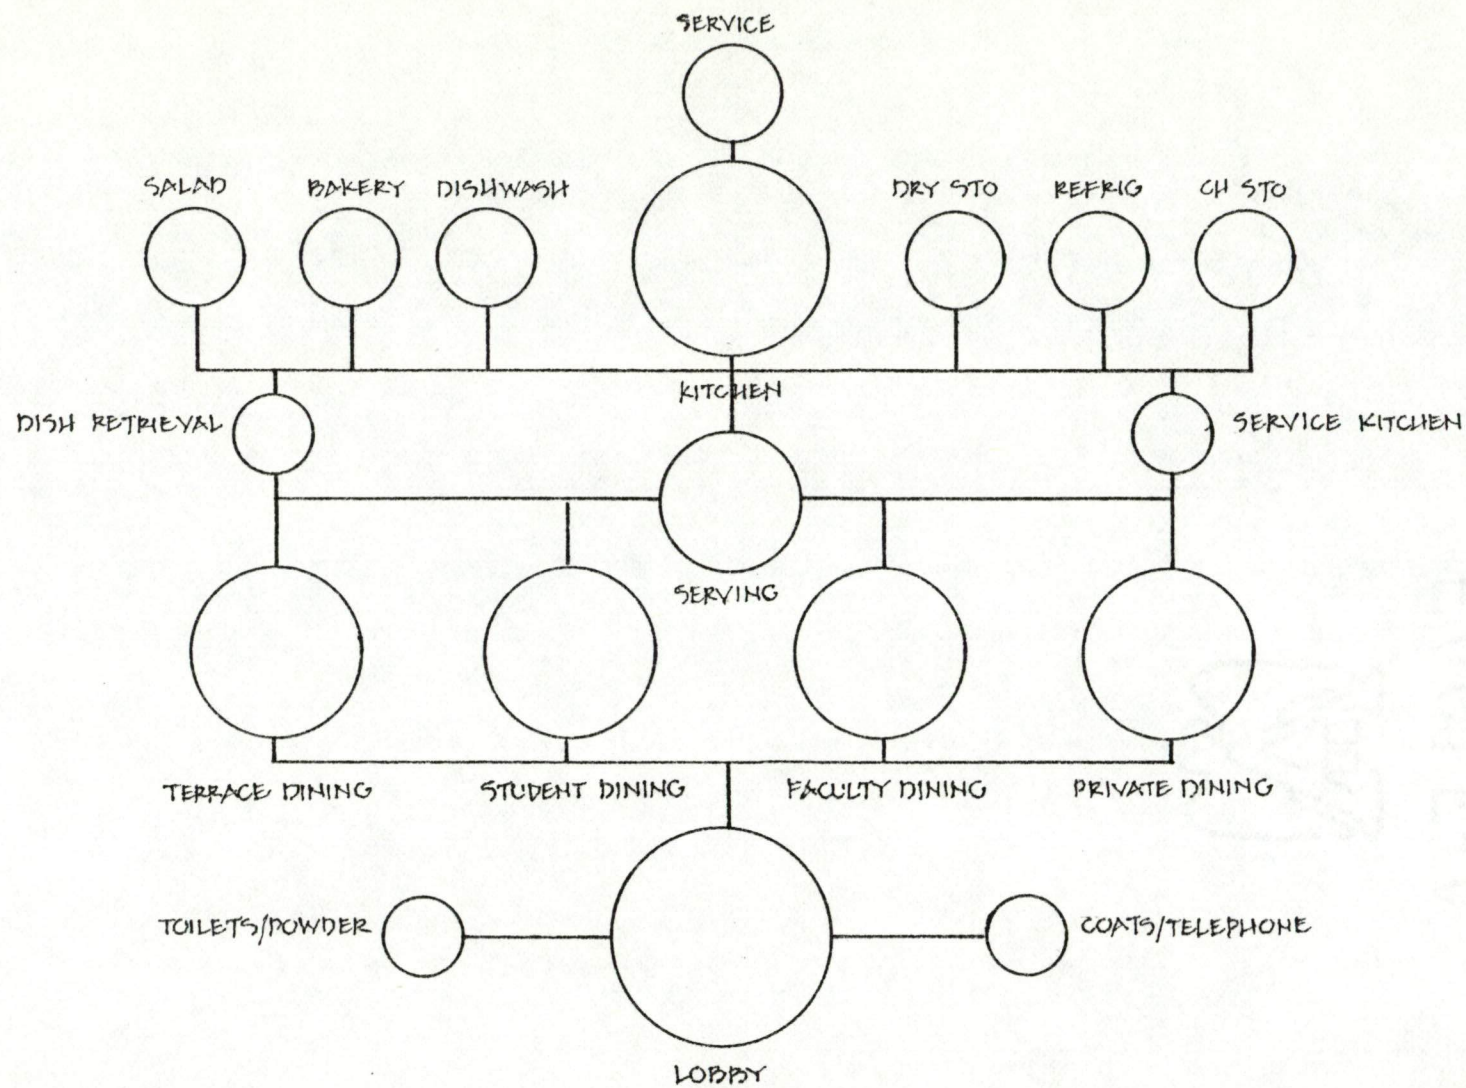 SERVICE
SALAD
BAKERY
DISHWASH
DRY STO
REFRIG
CH STO
KITCHEN
DISH RETRIEVAL
SERVICE KITCHEN
SERVING
TERRACE DINING
STUDENT DINING
FACULTY DINING
PRIVATE DINING
TOILETS/POWDER
COATS/TELEPHONE
LOBBY